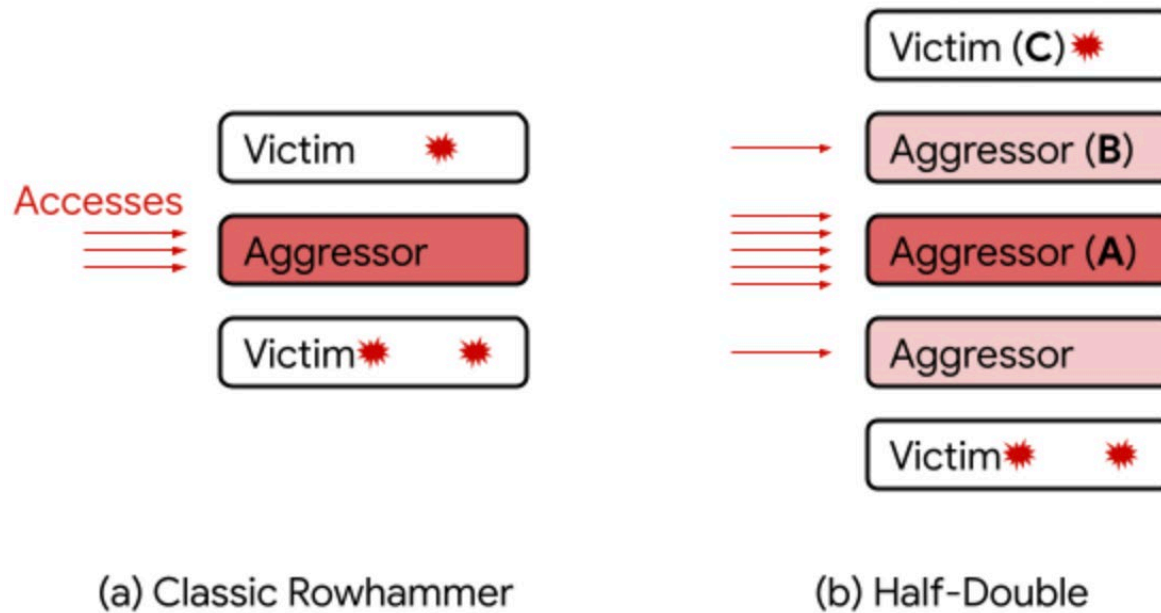 Accesses
Victim
Aggressor
Victim
(a) Classic Rowhammer
Victim (C)
Aggressor (B)
Aggressor (A)
Aggressor
Victim
(b) Half-Double